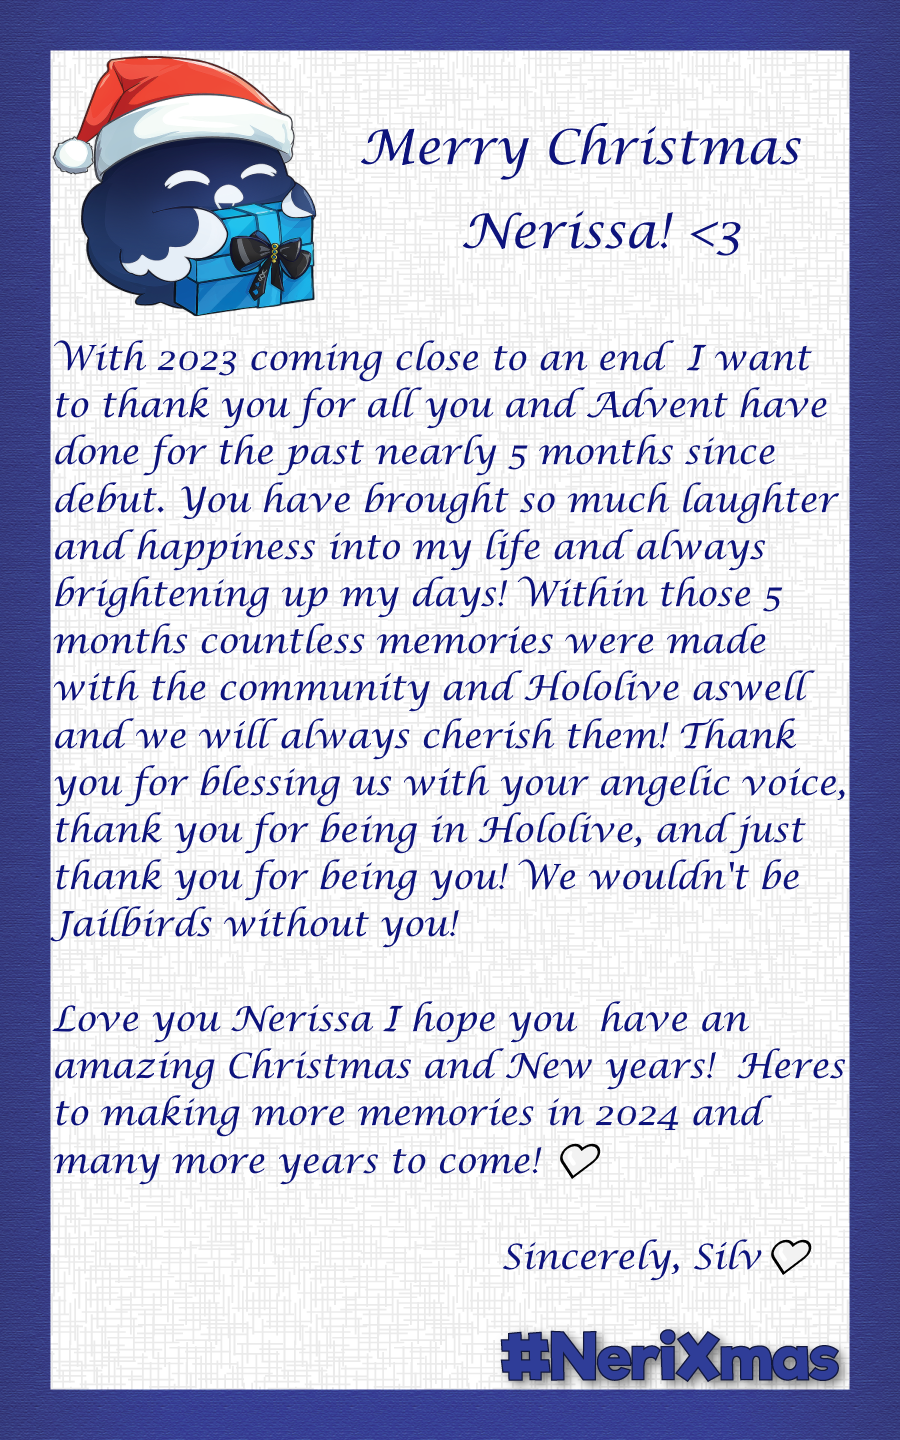 Merry Christmas
Nerissa! <3
With 2023 coming close to an end  I want
to thank you for all you and Advent have
done for the past nearly 5 months since
debut. You have brought so much laughter
and happiness into my life and always
brightening up my days! Within those 5
months countless memories were made
with the community and Hololive aswell
and we will always cherish them! Thank
you for blessing us with your angelic voice,
thank you for being in Hololive, and just
thank you for being you! We wouldn't be
Jailbirds without you!
Love you Nerissa I hope you  have an
amazing Christmas and New years!  Heres
to making more memories in 2024 and
many more years to come! ♡
Sincerely, Silv ♡
#NeriXmas